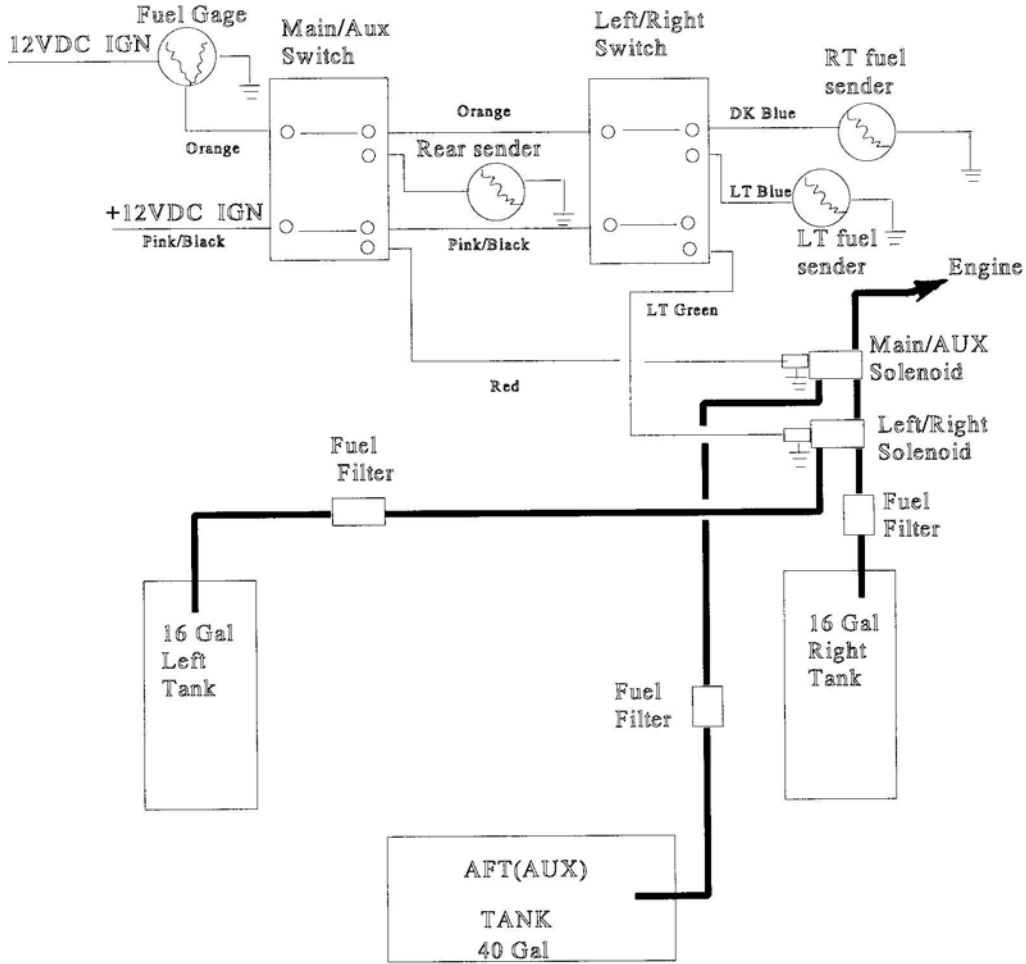 Fuel Gage
12VDC IGN
Main/Aux
Switch
Left/Right
Switch
RT fuel
sender
Orange
Orange
DK Blue
Rear sender
+12VDC IGN
Pink/Black
Pink/Black
LT Blue
LT fuel
sender
Engine
LT Green
Red
Main/AUX
Solenoid
Left/Right
Solenoid
Fuel
Filter
Fuel
Filter
16 Gal
Left
Tank
16 Gal
Right
Tank
Fuel
Filter
AFT(AUX)
TANK
40 Gal